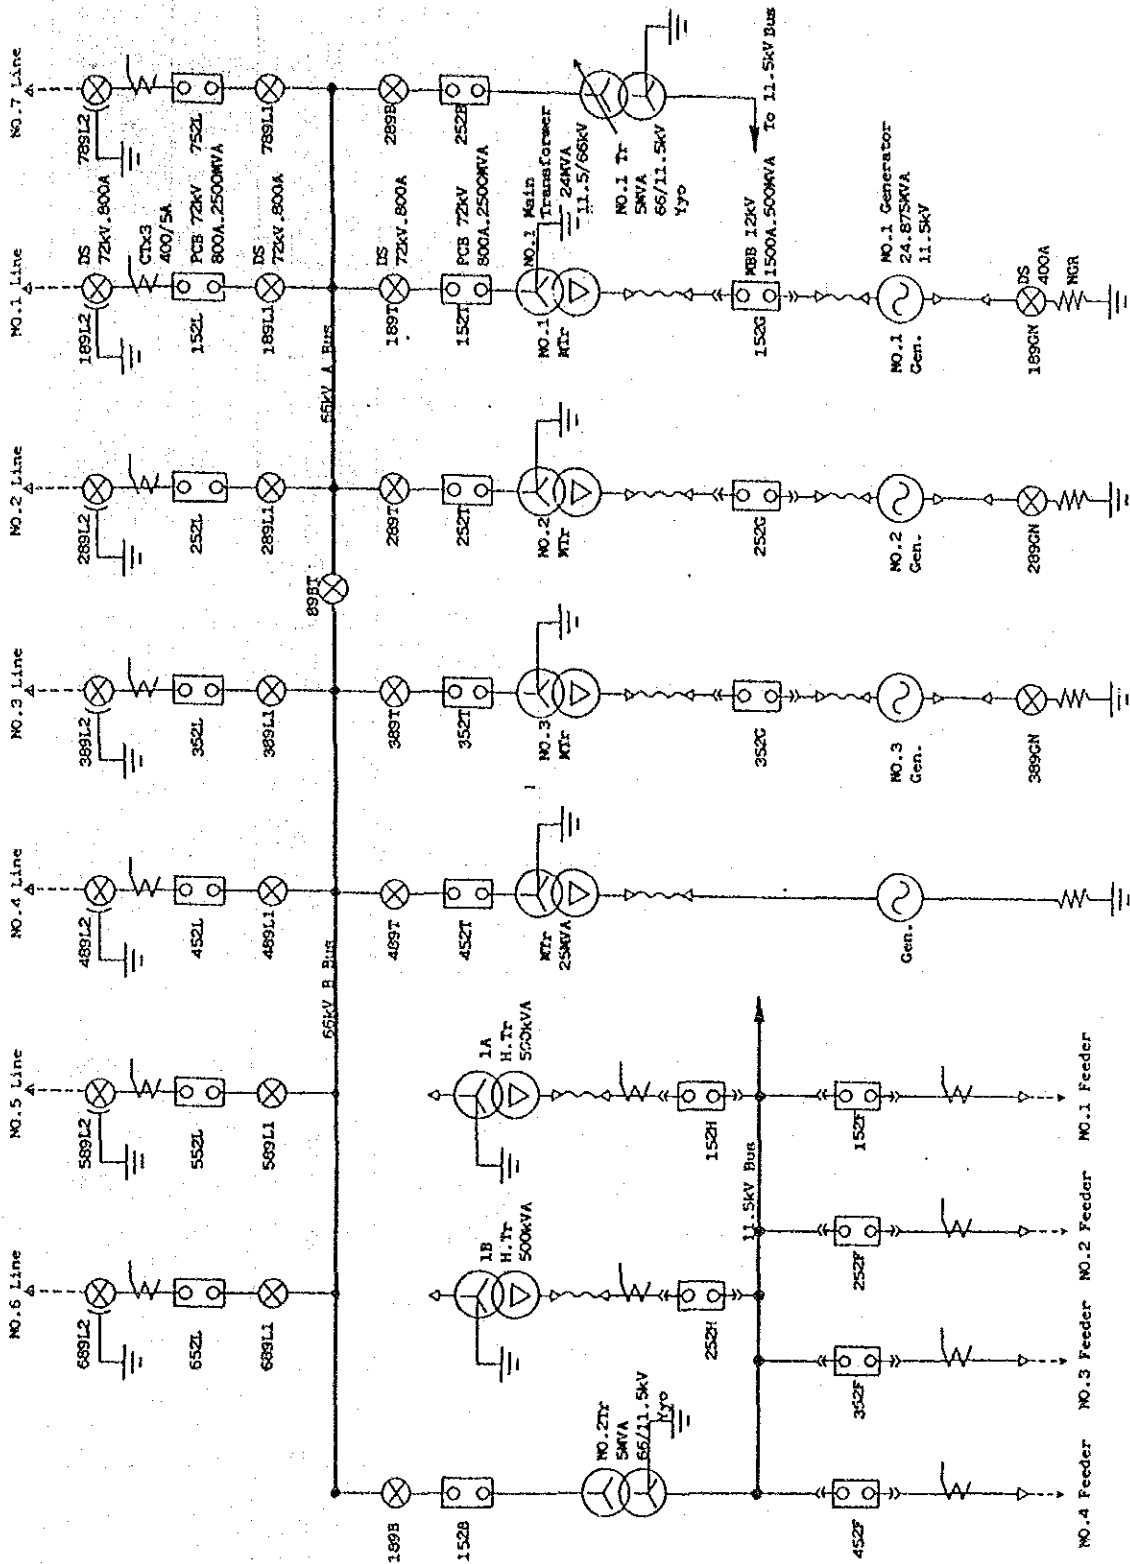 NO.7 Line
789L2
752L
789L1
289B
252B
NO.1 Tr
5MVA
66/11.5kV
Yyo
To 11.5kV Bus
NO.1 Line
189L2
DS
72kV.800A
CTx3
400/5A
152L
PCB 72kV
800A.2500MVA
189L1
DS
72kV.800A
66kV A Bus
189T
DS
72kV.800A
152T
PCB 72kV
800A.2500MVA
NO.1
MTr
NO.1 Main
Transformer
24MVA
11.5/66kV
152G
MBB 12kV
1500A.500MVA
NO.1
Gen.
NO.1 Generator
24.875MVA
11.5kV
189GN
DS
400A
NGR
NO.2 Line
289L2
252L
289L1
289T
252T
NO.2
MTr
252G
NO.2
Gen.
289GN
89BT
NO.3 Line
389L2
352L
389L1
389T
352T
NO.3
MTr
352G
NO.3
Gen.
389GN
NO.4 Line
489L2
452L
489L1
489T
452T
MTr
25MVA
Gen.
66kV B Bus
NO.5 Line
589L2
552L
589L1
1A
H.Tr
500kVA
152H
11.5kV Bus
152F
NO.1 Feeder
NO.6 Line
689L2
652L
689L1
1B
H.Tr
500kVA
252H
252F
NO.2 Feeder
352F
NO.3 Feeder
189B
152B
NO.2Tr
5MVA
66/11.5kV
Yyo
452F
NO.4 Feeder